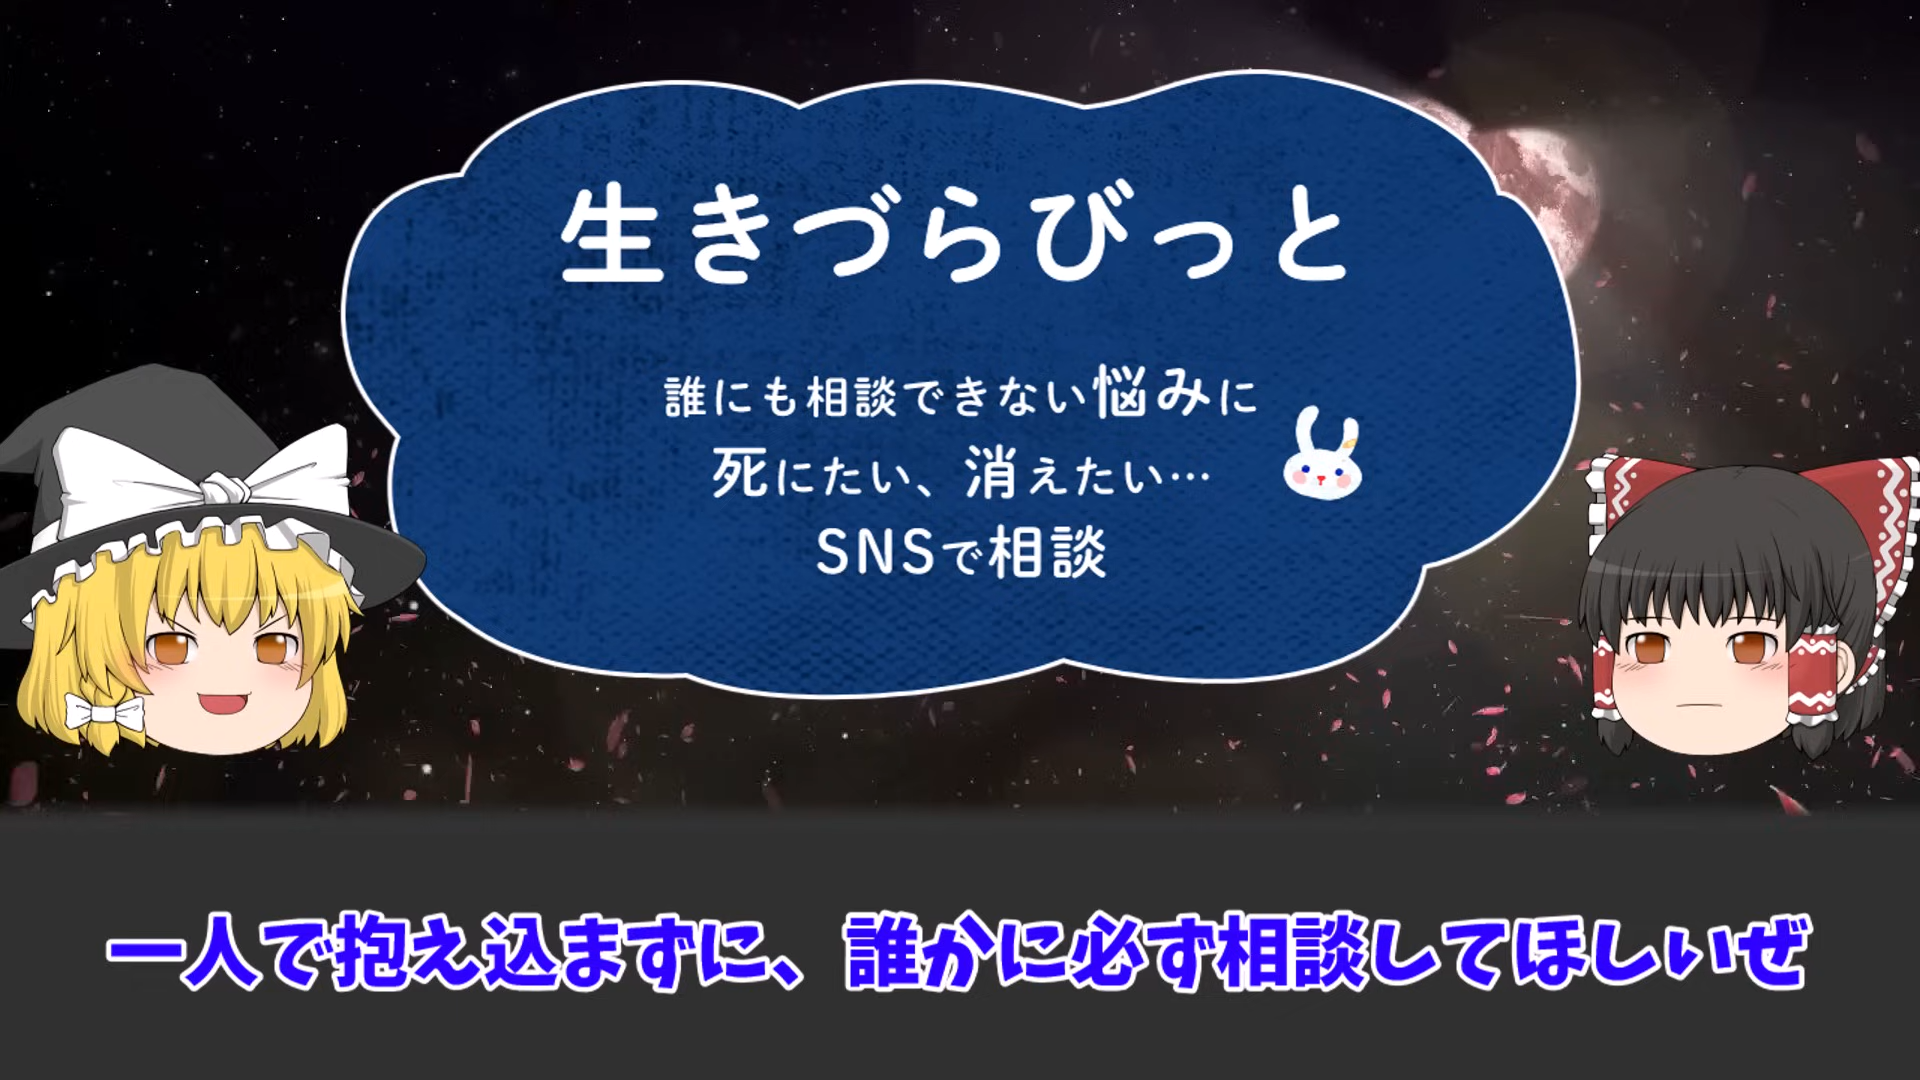 生きづらびっと
誰にも相談できない悩みに
死にたい、消えたい…
SNSで相談
一人で抱え込まずに、誰かに必ず相談してほしいぜ